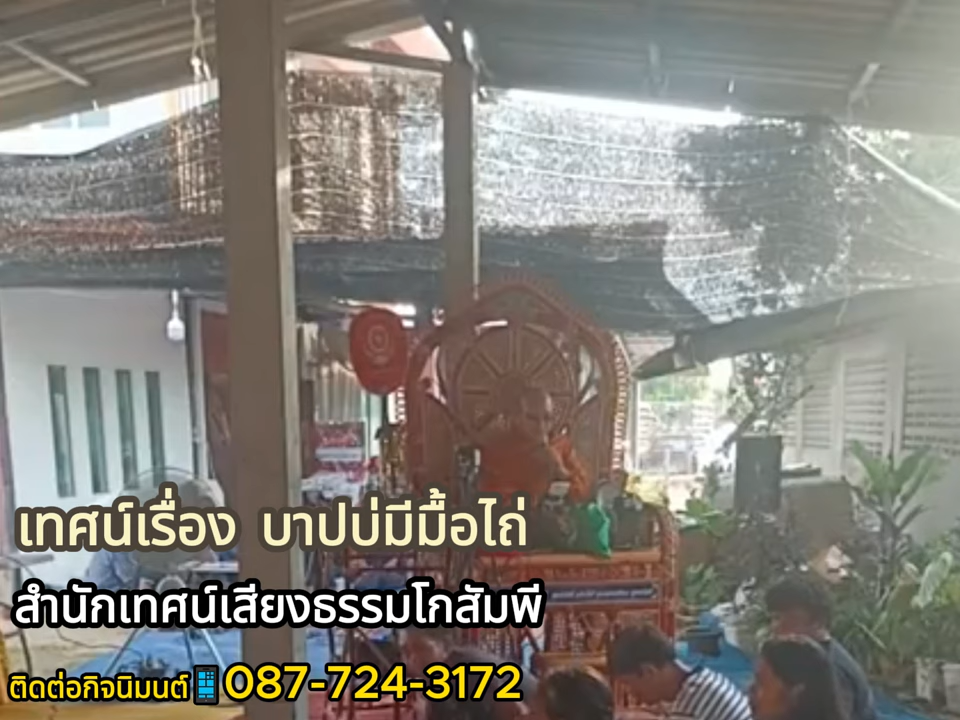 เทศน์เรื่อง บาปบ่มีมื้อไถ่
สำนักเทศน์เสียงธรรมโกสัมพี
ติดต่อกิจนิมนต์📱087-724-3172